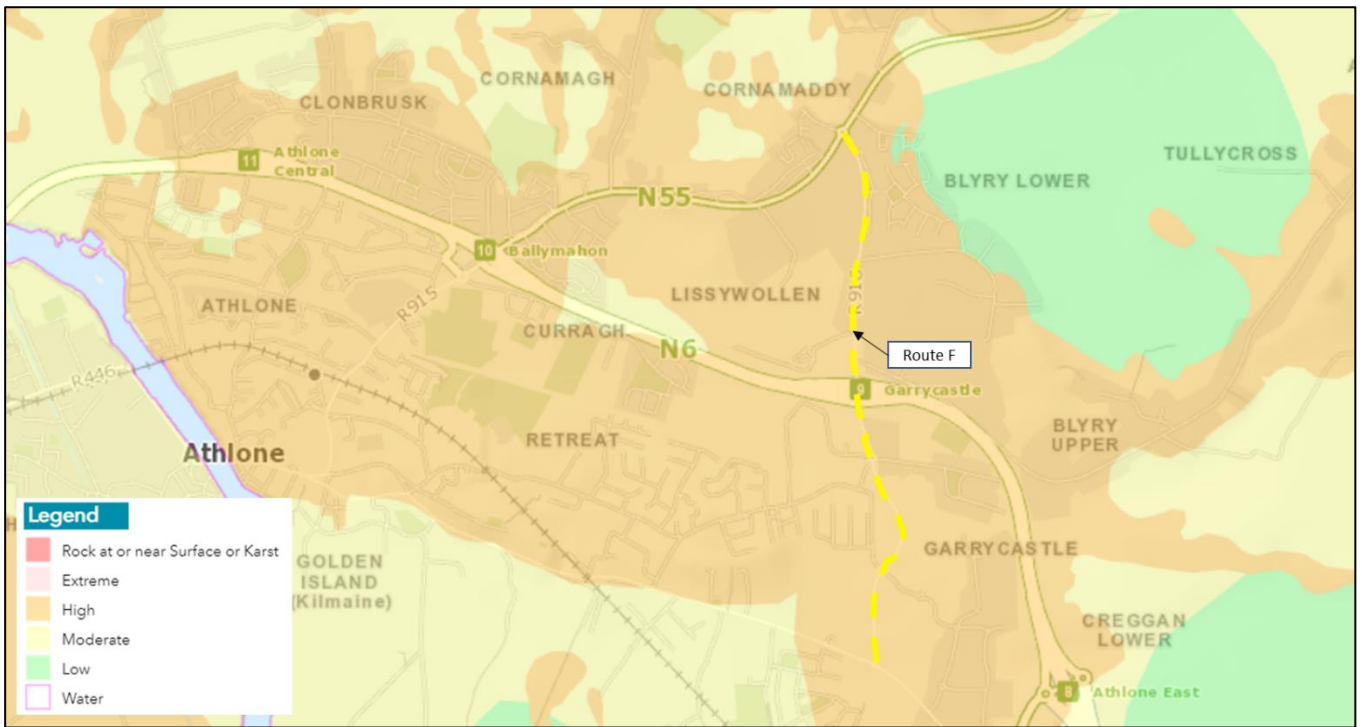 CORNAMAGH
CORNAMADDY
CLONBRUSK
11
Athlone
Central
TULLYCROSS
BLYRY LOWER
N55
10
Ballymahon
LISSYWOLLEN
ATHLONE
R915
CURRAGH
N6
Route F
R446
9
Garrycastle
RETREAT
BLYRY
UPPER
Athlone
GARRYCASTLE
GOLDEN
ISLAND
(Kilmaine)
CREGGAN
LOWER
8
Athlone East
Legend
Rock at or near Surface or Karst
Extreme
High
Moderate
Low
Water